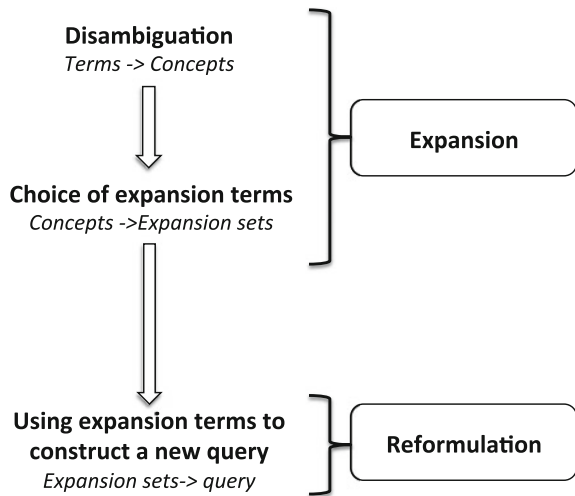 Disambiguation
Terms -> Concepts
Expansion
Choice of expansion terms
Concepts ->Expansion sets
Using expansion terms to
construct a new query
Expansion sets-> query
Reformulation